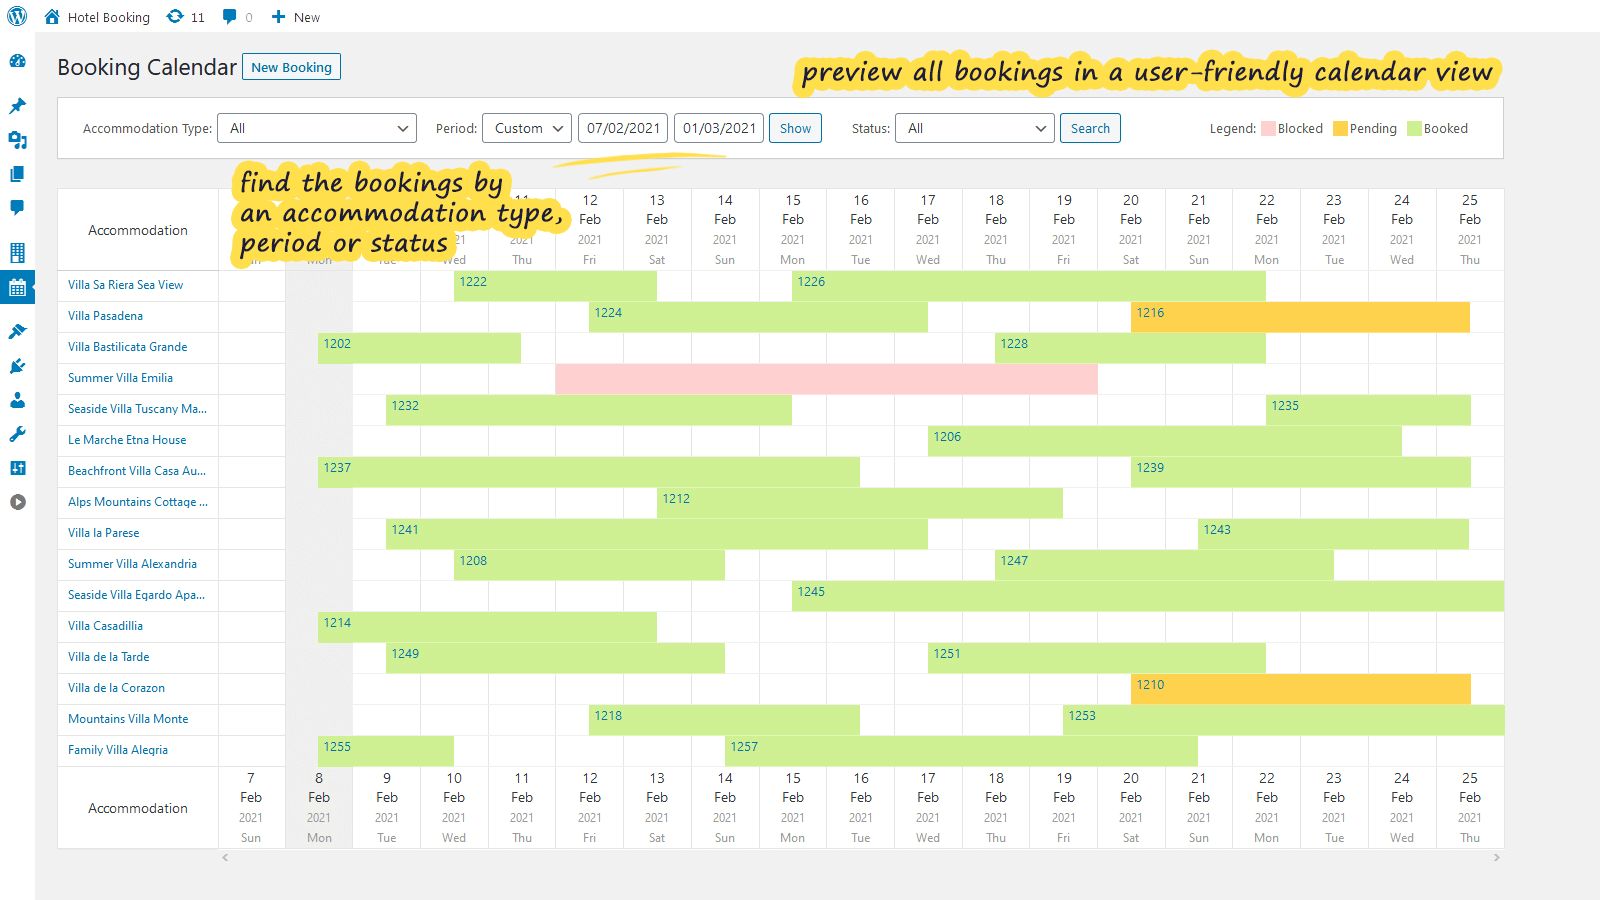 Hotel Booking 11 0 New
Booking Calendar New Booking
preview all bookings in a user-friendly calendar view
Accommodation Type: All Period: Custom 07/02/2021 01/03/2021 Show Status: All Search Legend: Blocked Pending Booked
find the bookings by
an accommodation type,
period or status
Accommodation
12 13 14 15 16 17 18 19 20 21 22 23 24 25
Feb Feb Feb Feb Feb Feb Feb Feb Feb Feb Feb Feb Feb Feb
2021 2021 2021 2021 2021 2021 2021 2021 2021 2021 2021 2021 2021 2021
Wed Thu Fri Sat Sun Mon Tue Wed Thu Fri Sat Sun Mon Tue Wed Thu
Villa Sa Riera Sea View 1222 1226
Villa Pasadena 1224 1216
Villa Bastilicata Grande 1202 1228
Summer Villa Emilia
Seaside Villa Tuscany Ma... 1232 1235
Le Marche Etna House 1206
Beachfront Villa Casa Au... 1237 1239
Alps Mountains Cottage ... 1212
Villa la Parese 1241 1243
Summer Villa Alexandria 1208 1247
Seaside Villa Egardo Apa... 1245
Villa Casadillia 1214
Villa de la Tarde 1249 1251
Villa de la Corazon 1210
Mountains Villa Monte 1218 1253
Family Villa Alegria 1255 1257
Accommodation
7 8 9 10 11 12 13 14 15 16 17 18 19 20 21 22 23 24 25
Feb Feb Feb Feb Feb Feb Feb Feb Feb Feb Feb Feb Feb Feb Feb Feb Feb Feb Feb
2021 2021 2021 2021 2021 2021 2021 2021 2021 2021 2021 2021 2021 2021 2021 2021 2021 2021 2021
Sun Mon Tue Wed Thu Fri Sat Sun Mon Tue Wed Thu Fri Sat Sun Mon Tue Wed Thu